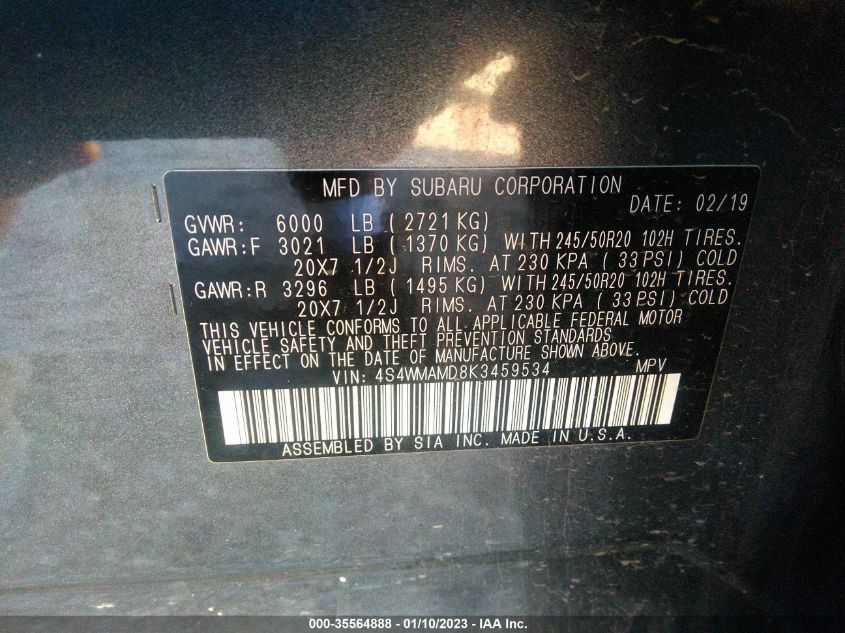 MFD BY SUBARU CORPORATION
DATE: 02/19
GVWR: 6000 LB ( 2721 KG)
GAWR:F 3021 LB ( 1370 KG) WITH 245/50R20 102H TIRES.
20X7 1/2J RIMS. AT 230 KPA ( 33 PSI) COLD
GAWR:R 3296 LB ( 1495 KG) WITH 245/50R20 102H TIRES.
20X7 1/2J RIMS. AT 230 KPA ( 33 PSI) COLD
THIS VEHICLE CONFORMS TO ALL APPLICABLE FEDERAL MOTOR
VEHICLE SAFETY AND THEFT PREVENTION STANDARDS
IN EFFECT ON THE DATE OF MANUFACTURE SHOWN ABOVE.
VIN: 4S4WMAMD8K3459534 MPV
ASSEMBLED BY SIA INC. MADE IN U.S.A.
000-35564888 - 01/10/2023 - IAA Inc.